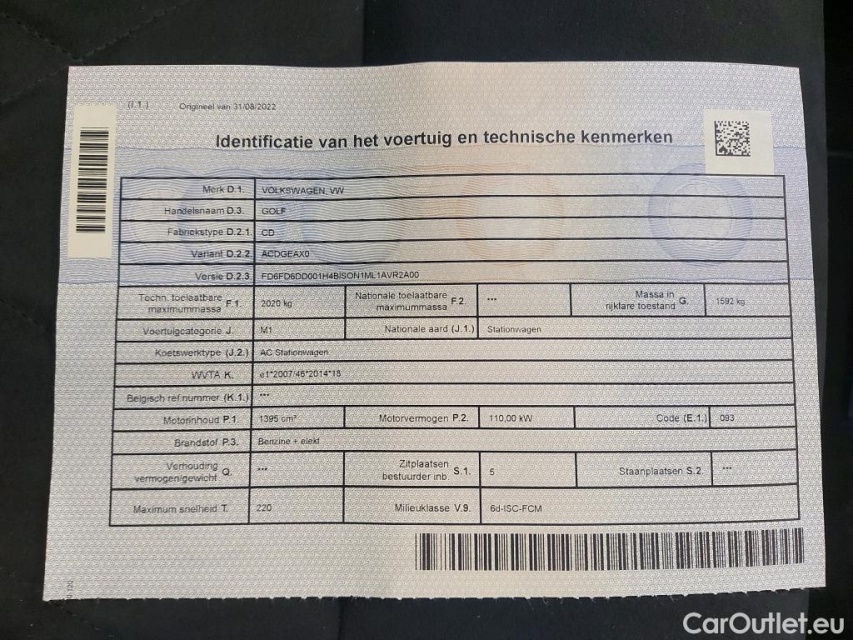 (I.1.) Origineel van 31/08/2022
Identificatie van het voertuig en technische kenmerken
Merk D.1. VOLKSWAGEN, VW
Handelsnaam D.3. GOLF
Fabriekstype D.2.1 CD
Variant D.2.2 ACDGEAX0
Versie D.2.3 FD6FD6DD001H4BISON1ML1AVR2A00
Techn. toelaatbare maximummassa F.1. 2020 kg Nationale toelaatbare maximummassa F.2. *** Massa in rijklare toestand G. 1592 kg
Voertuigcategorie J. M1 Nationale aard (J.1.) Stationwagen
Koetswerktype (J.2.) AC Stationwagen
WVTA K. e1*2007/46*2014*18
Belgisch ref.nummer (K.1.) ***
Motorinhoud P.1. 1395 cm³ Motorvermogen P.2. 110,00 kW Code (E.1.) 093
Brandstof P.3. Benzine + elekt
Verhouding vermogen/gewicht Q. *** Zitplaatsen bestuurder inb. S.1. 5 Staanplaatsen S.2. ***
Maximum snelheid T. 220 Milieuklasse V.9. 6d-ISC-FCM
CarOutlet.eu